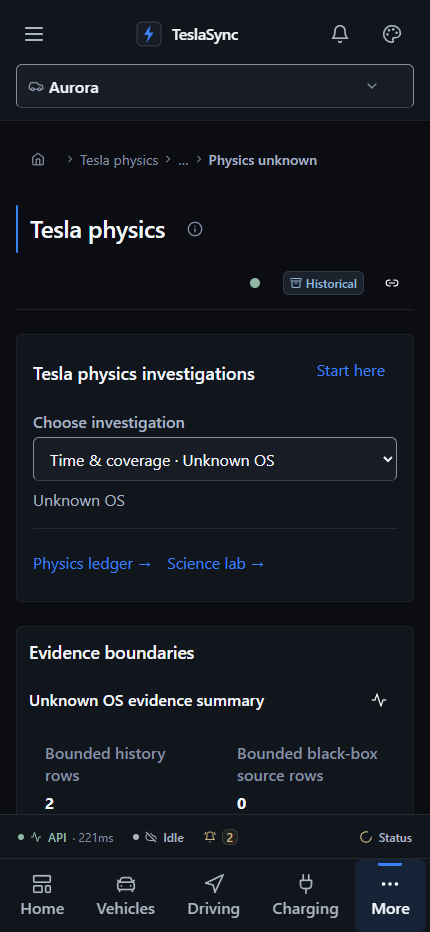 TeslaSync
Aurora
Tesla physics
...
Physics unknown
Tesla physics
Historical
Tesla physics investigations
Start here
Choose investigation
Time & coverage · Unknown OS
Unknown OS
Physics ledger →
Science lab →
Evidence boundaries
Unknown OS evidence summary
Bounded history
rows
2
Bounded black-box
source rows
0
API · 221ms
Idle
2
Status
Home
Vehicles
Driving
Charging
More